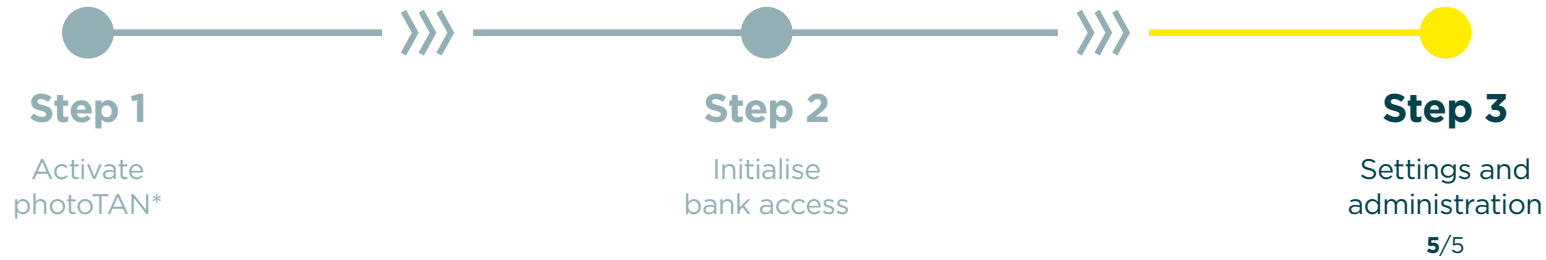 Step 1
Activate
photoTAN*
Step 2
Initialise
bank access
Step 3
Settings and
administration
5/5